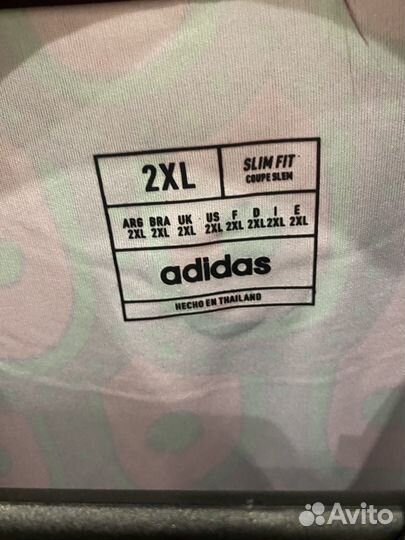 2XL
SLIM FIT
COUPE SLIM
ARG BRA UK US F D I E
2XL 2XL 2XL 2XL 2XL 2XL 2XL 2XL
adidas
HECHO EN THAILAND
Avito